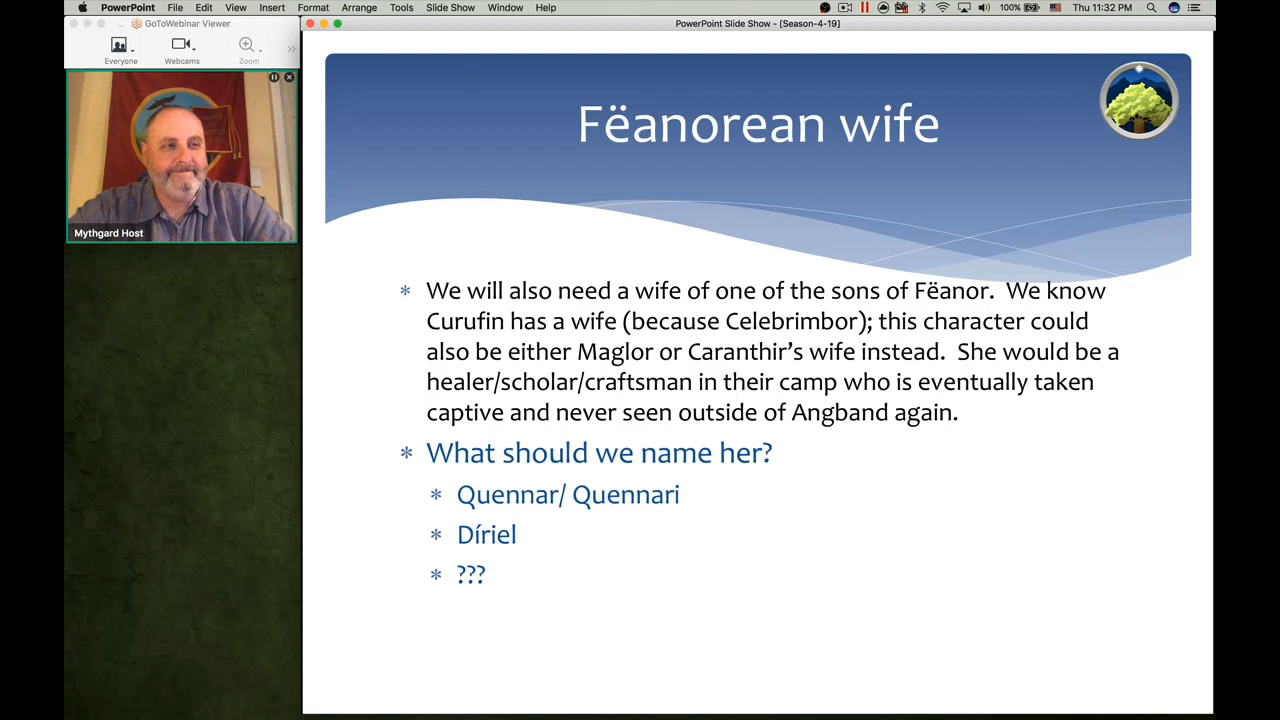 PowerPoint File Edit View Insert Format Arrange Tools Slide Show Window Help 100% Thu 11:32 PM
GoToWebinar Viewer
PowerPoint Slide Show - [Season-4-19]
Everyone Webcams Zoom
Mythgard Host
Fëanorean wife
We will also need a wife of one of the sons of Fëanor. We know
Curufin has a wife (because Celebrimbor); this character could
also be either Maglor or Caranthir’s wife instead. She would be a
healer/scholar/craftsman in their camp who is eventually taken
captive and never seen outside of Angband again.
What should we name her?
Quennar/ Quennari
Díriel
???